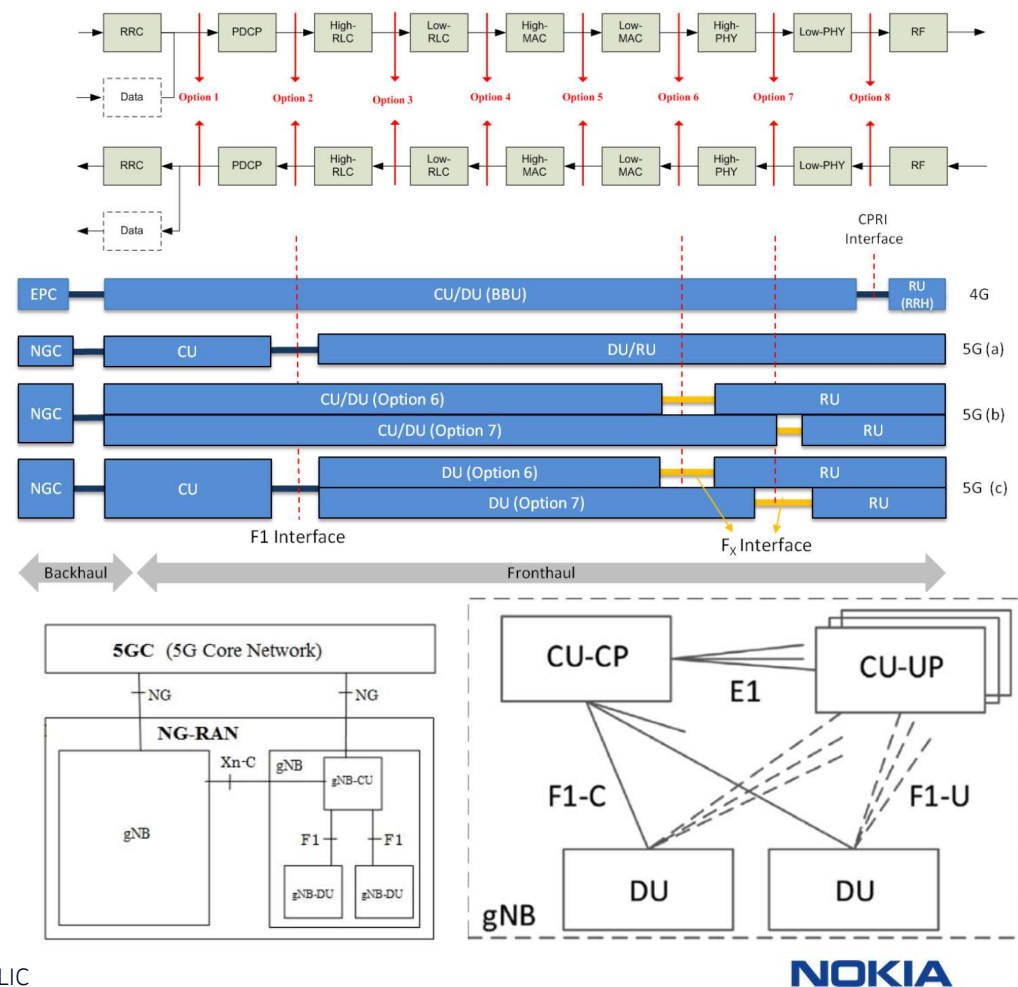 RRC
PDCP
High-
RLC
Low-
RLC
High-
MAC
Low-
MAC
High-
PHY
Low-PHY
RF
Data
Option 1
Option 2
Option 3
Option 4
Option 5
Option 6
Option 7
Option 8
RRC
PDCP
High-
RLC
Low-
RLC
High-
MAC
Low-
MAC
High-
PHY
Low-PHY
RF
Data
CPRI
Interface
EPC
CU/DU (BBU)
RU
(RRH)
4G
NGC
CU
DU/RU
5G (a)
NGC
CU/DU (Option 6)
RU
CU/DU (Option 7)
RU
5G (b)
NGC
CU
DU (Option 6)
RU
DU (Option 7)
RU
5G (c)
F1 Interface
FX Interface
Backhaul
Fronthaul
5GC (5G Core Network)
NG
NG
NG-RAN
gNB
Xn-C
gNB
gNB-CU
F1
F1
gNB-DU
gNB-DU
CU-CP
CU-UP
E1
F1-C
F1-U
DU
DU
gNB
LIC
NOKIA